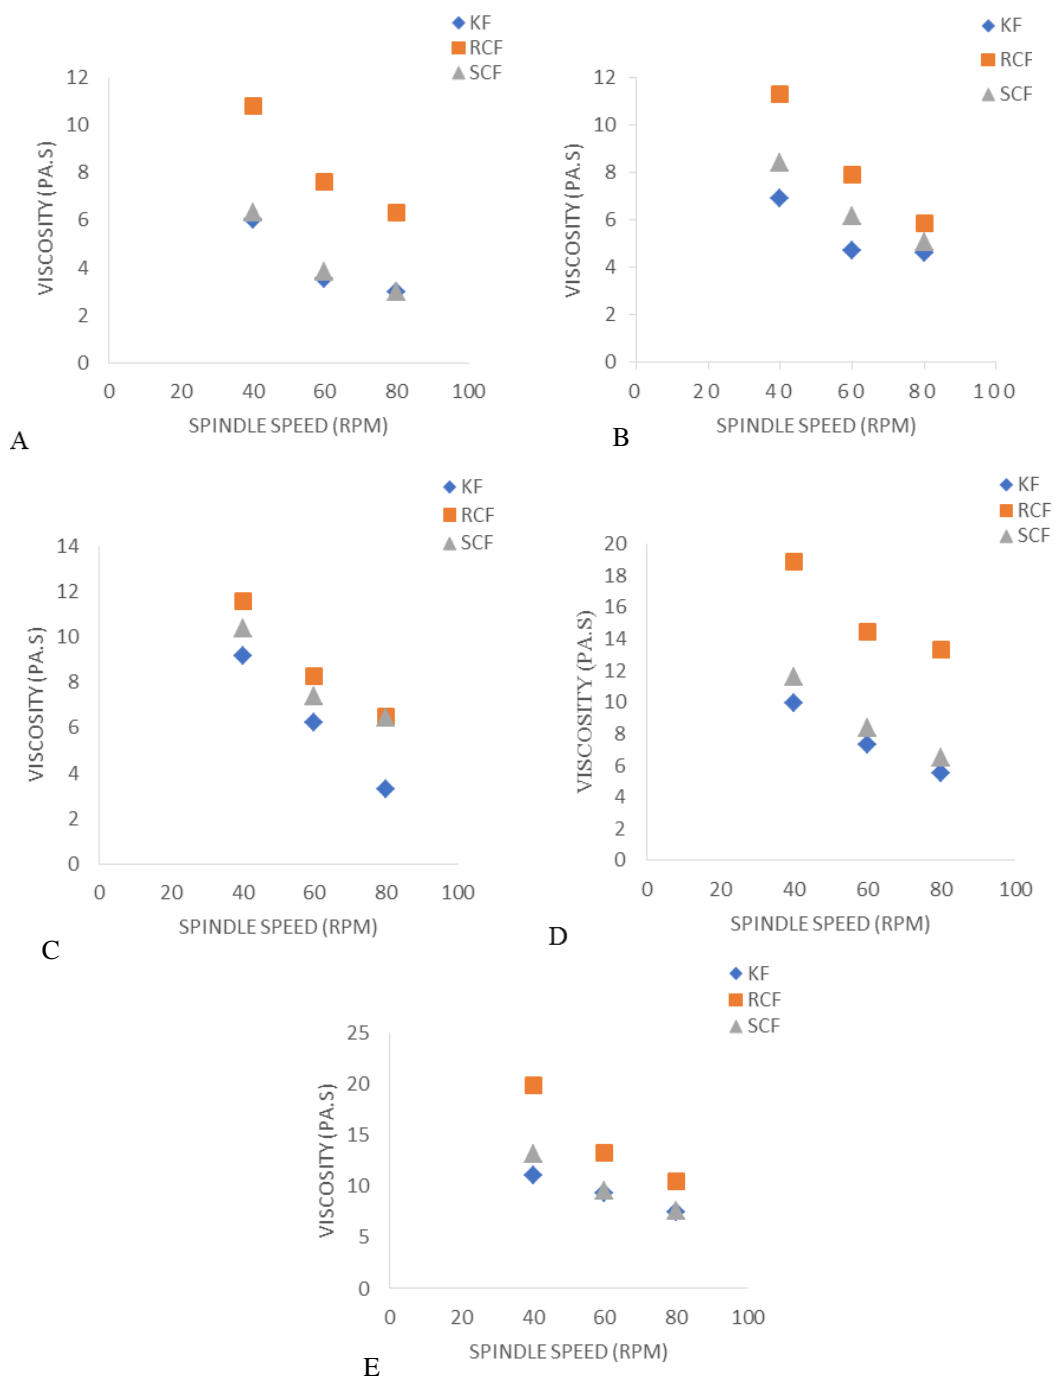 KF
RCF
SCF
12
10
8
6
4
2
0
0 20 40 60 80 100
VISCOSITY (PA.S)
SPINDLE SPEED (RPM)
A
KF
RCF
SCF
12
10
8
6
4
2
0
0 20 40 60 80 100
VISCOSITY (PA.S)
SPINDLE SPEED (RPM)
B
KF
RCF
SCF
14
12
10
8
6
4
2
0
0 20 40 60 80 100
VISCOSITY (PA.S)
SPINDLE SPEED (RPM)
C
KF
RCF
SCF
20
18
16
14
12
10
8
6
4
2
0
0 20 40 60 80 100
VISCOSITY (PA.S)
SPINDLE SPEED (RPM)
D
KF
RCF
SCF
25
20
15
10
5
0
0 20 40 60 80 100
VISCOSITY (PA.S)
SPINDLE SPEED (RPM)
E